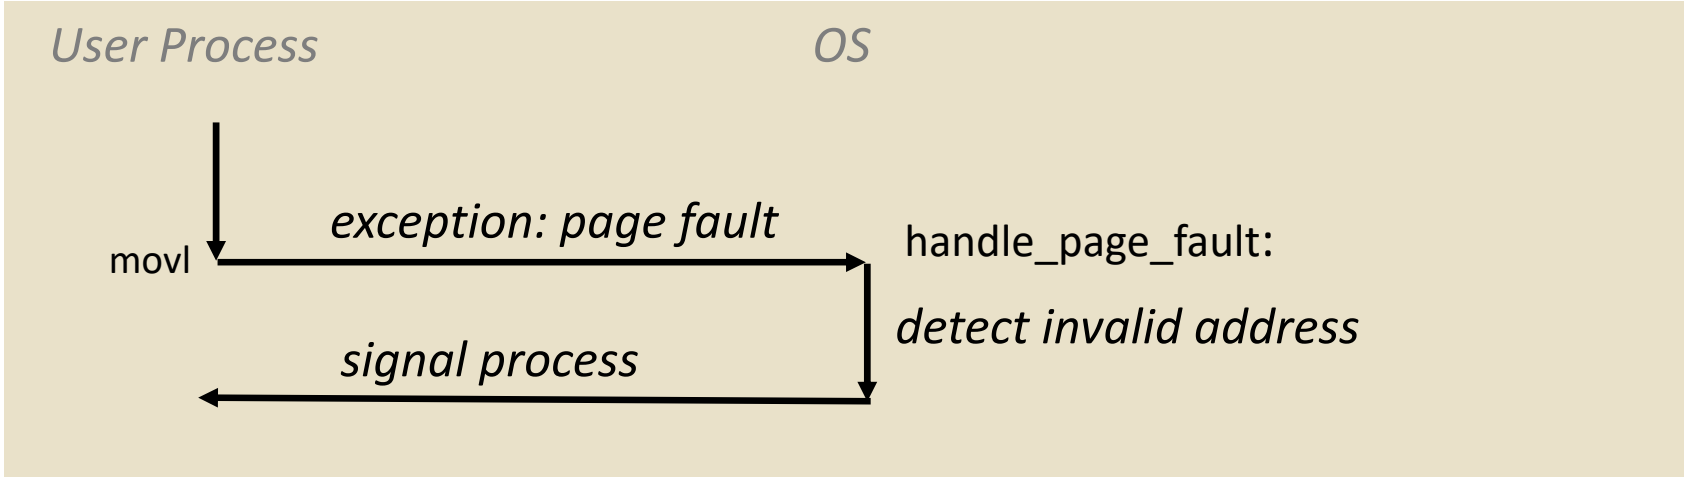 User Process
OS
exception: page fault
handle_page_fault:
movl
detect invalid address
signal process